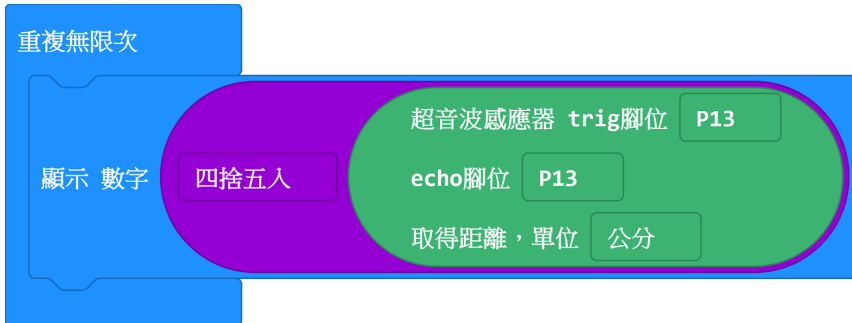 重複無限次
顯示 數字 四捨五入 超音波感應器 trig腳位 P13
echo腳位 P13
取得距離，單位 公分